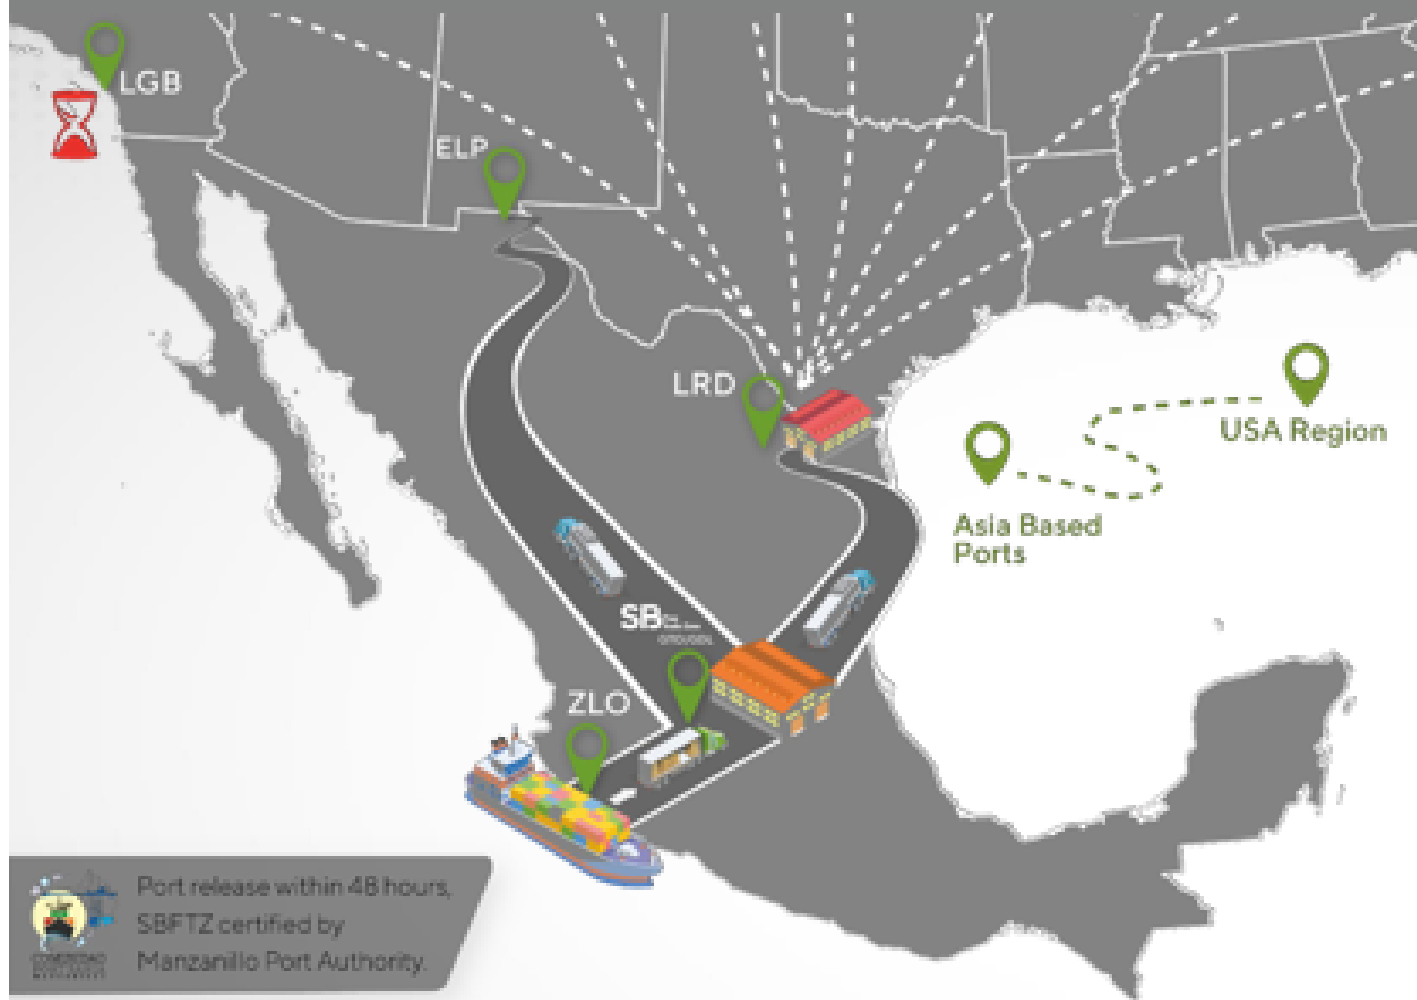 LGB
ELP
LRD
USA Region
Asia Based
Ports
SB
ZLO
Port release within 48 hours,
SBFTZ certified by
Manzanillo Port Authority.